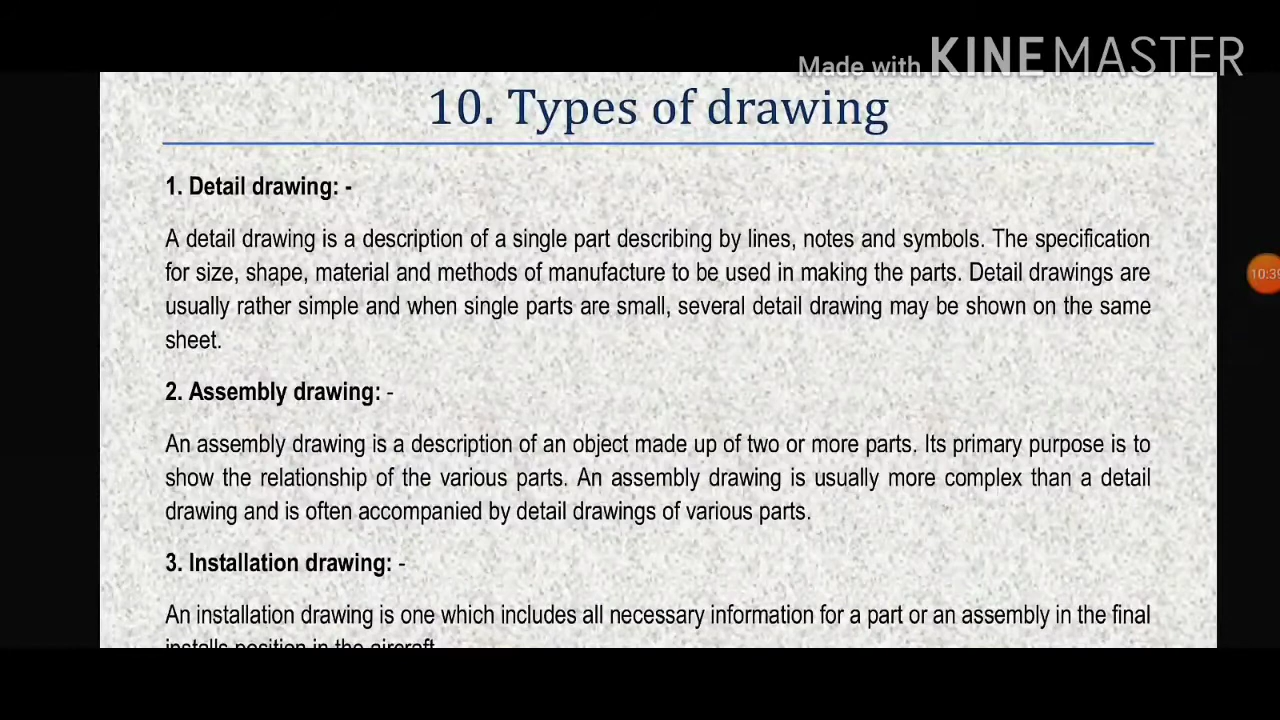 Made with KINEMASTER
10. Types of drawing
1. Detail drawing: -
A detail drawing is a description of a single part describing by lines, notes and symbols. The specification
for size, shape, material and methods of manufacture to be used in making the parts. Detail drawings are
usually rather simple and when single parts are small, several detail drawing may be shown on the same
sheet.
10:39
2. Assembly drawing: -
An assembly drawing is a description of an object made up of two or more parts. Its primary purpose is to
show the relationship of the various parts. An assembly drawing is usually more complex than a detail
drawing and is often accompanied by detail drawings of various parts.
3. Installation drawing: -
An installation drawing is one which includes all necessary information for a part or an assembly in the final
installs position in the aircraft